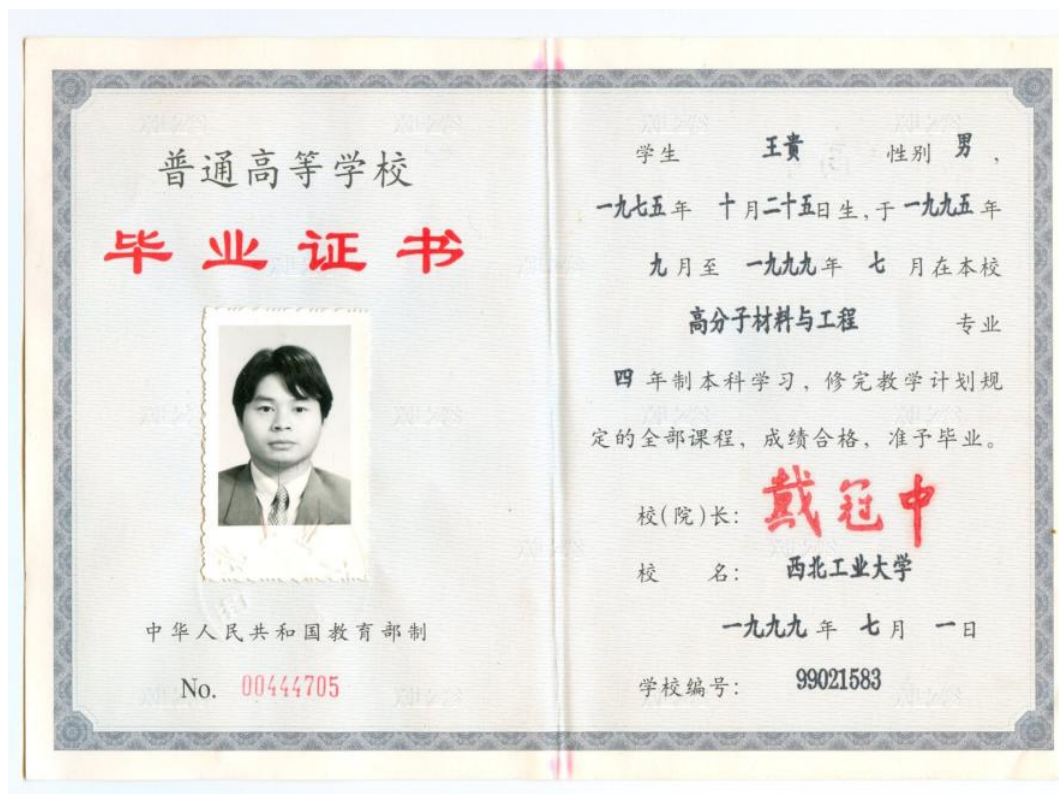 普通高等学校
毕业证书
中华人民共和国教育部制
No. 00444705
学生 王贵 性别 男，
一九七五年 十月二十五日生，于一九九五年
九月至 一九九九年 七 月在本校
高分子材料与工程 专业
四 年制本科学习，修完教学计划规
定的全部课程，成绩合格，准予毕业。
校(院)长： 戴冠中
校 名： 西北工业大学
一九九九年 七月 一日
学校编号： 99021583